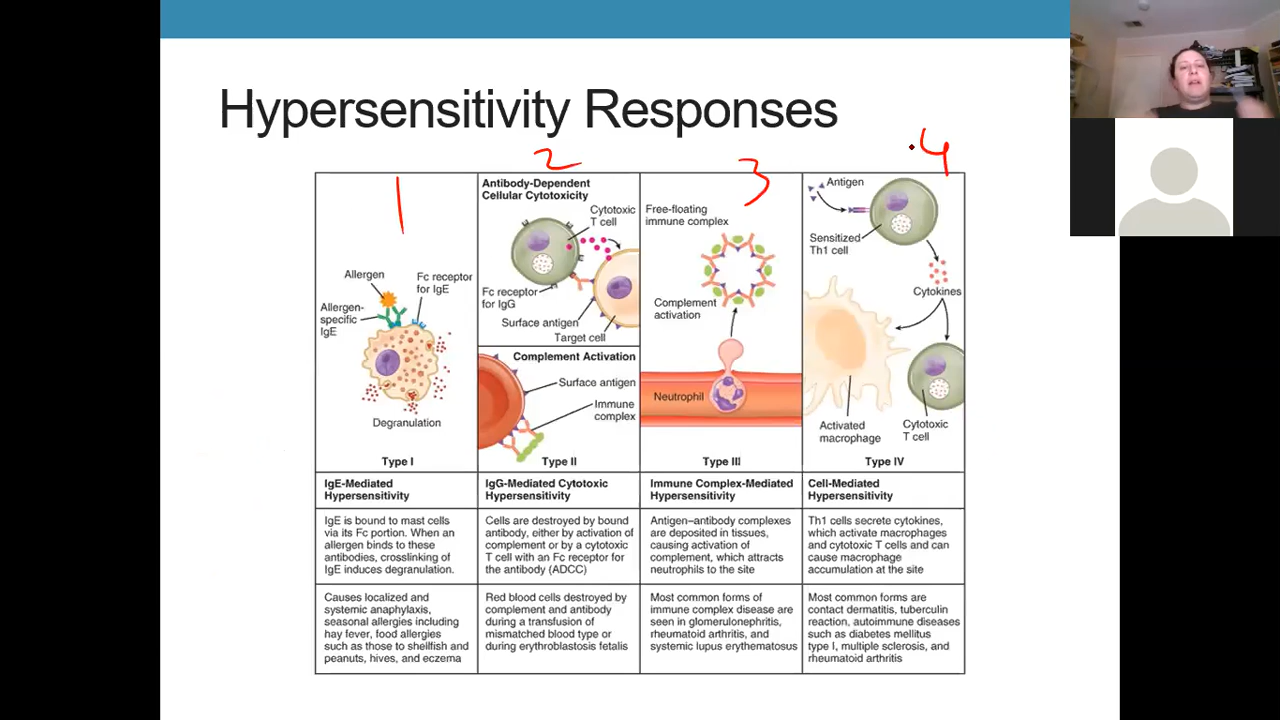 Hypersensitivity Responses
1
2
3
4
Allergen
Fc receptor
for IgE
Allergen-
specific
IgE
Degranulation
Type I
Antibody-Dependent
Cellular Cytotoxicity
Cytotoxic
T cell
Fc receptor
for IgG
Surface antigen
Target cell
Complement Activation
Surface antigen
Immune
complex
Type II
Free-floating
immune complex
Complement
activation
Neutrophil
Type III
Antigen
Sensitized
Th1 cell
Cytokines
Activated
macrophage
Cytotoxic
T cell
Type IV
IgE-Mediated
Hypersensitivity
IgG-Mediated Cytotoxic
Hypersensitivity
Immune Complex-Mediated
Hypersensitivity
Cell-Mediated
Hypersensitivity
IgE is bound to mast cells
via its Fc portion. When an
allergen binds to these
antibodies, crosslinking of
IgE induces degranulation.
Cells are destroyed by bound
antibody, either by activation of
complement or by a cytotoxic
T cell with an Fc receptor for
the antibody (ADCC)
Antigen–antibody complexes
are deposited in tissues,
causing activation of
complement, which attracts
neutrophils to the site
Th1 cells secrete cytokines,
which activate macrophages
and cytotoxic T cells and can
cause macrophage
accumulation at the site
Causes localized and
systemic anaphylaxis,
seasonal allergies including
hay fever, food allergies
such as those to shellfish and
peanuts, hives, and eczema
Red blood cells destroyed by
complement and antibody
during a transfusion of
mismatched blood type or
during erythroblastosis fetalis
Most common forms of
immune complex disease are
seen in glomerulonephritis,
rheumatoid arthritis, and
systemic lupus erythematosus
Most common forms are
contact dermatitis, tuberculin
reaction, autoimmune diseases
such as diabetes mellitus
type I, multiple sclerosis, and
rheumatoid arthritis